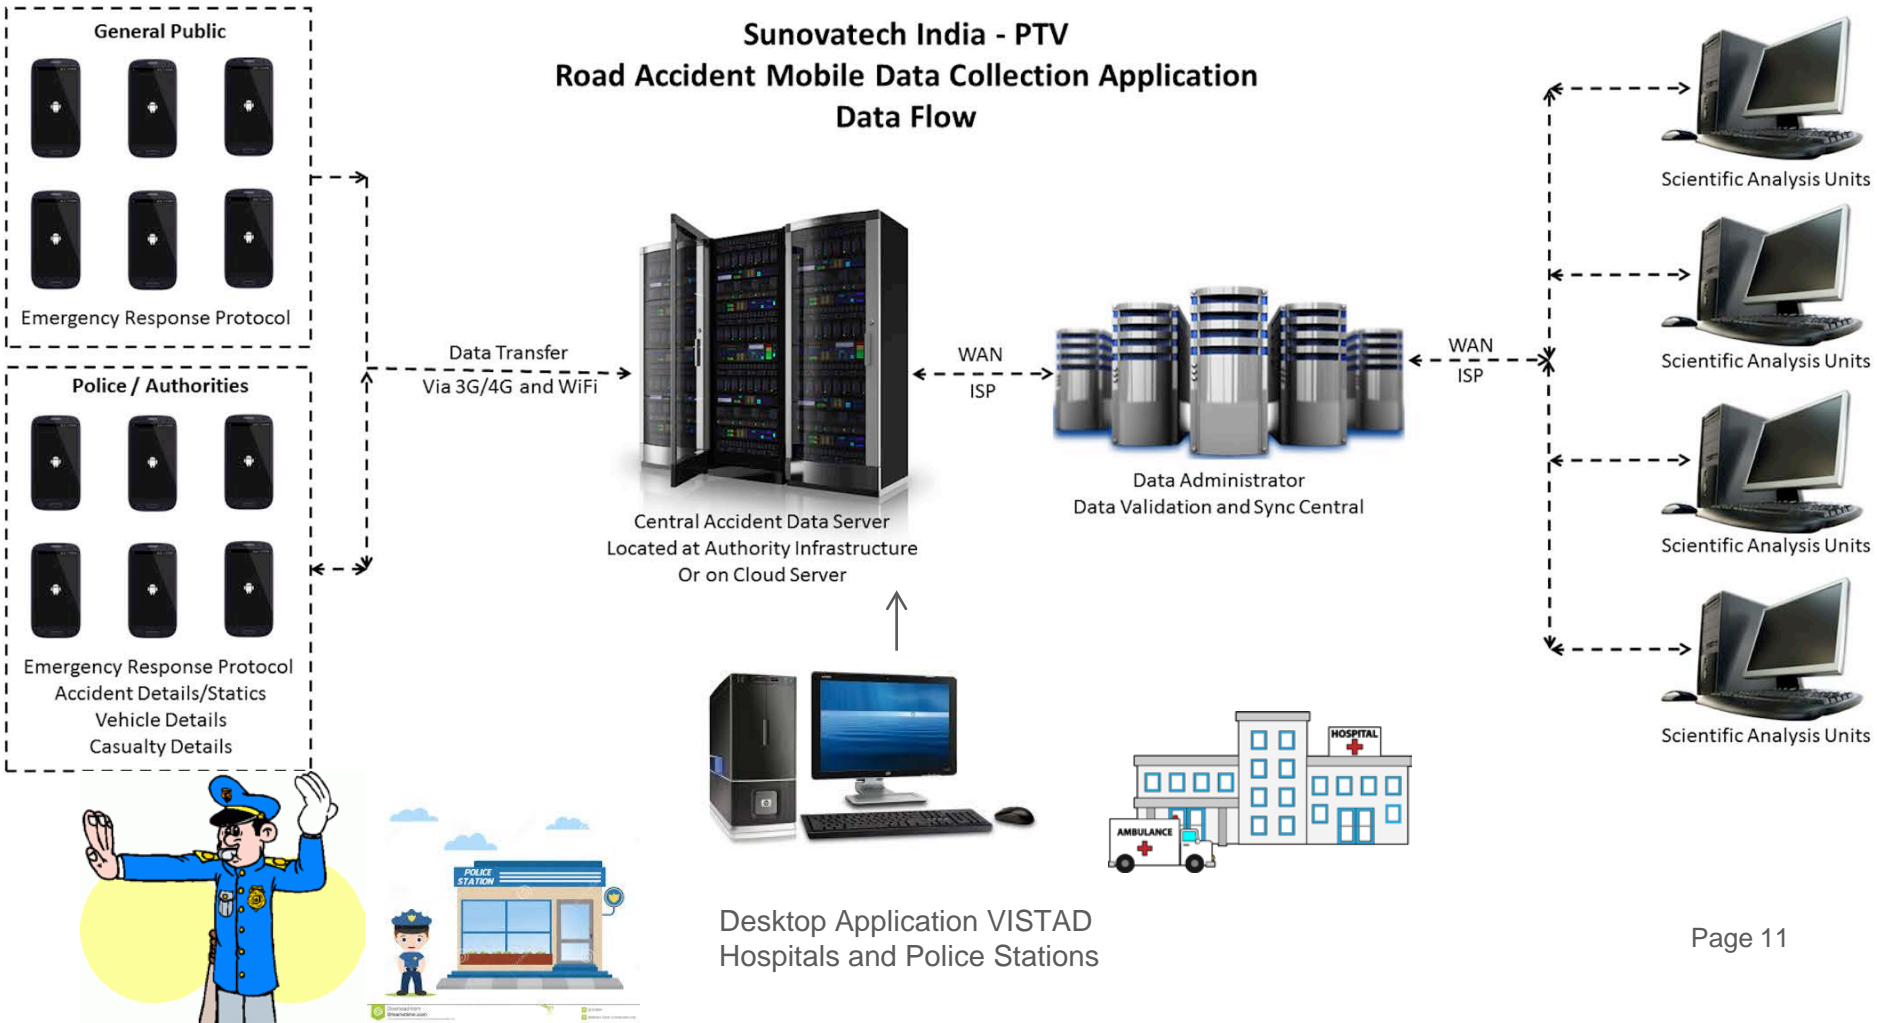 Sunovatech India - PTV
Road Accident Mobile Data Collection Application
Data Flow
General Public
Emergency Response Protocol
Police / Authorities
Emergency Response Protocol
Accident Details/Statics
Vehicle Details
Casualty Details
Data Transfer
Via 3G/4G and WiFi
Central Accident Data Server
Located at Authority Infrastructure
Or on Cloud Server
WAN
ISP
Data Administrator
Data Validation and Sync Central
WAN
ISP
Scientific Analysis Units
Scientific Analysis Units
Scientific Analysis Units
Scientific Analysis Units
POLICE
STATION
HOSPITAL
AMBULANCE
Desktop Application VISTAD
Hospitals and Police Stations
Page 11
Download from
Dreamstime.com